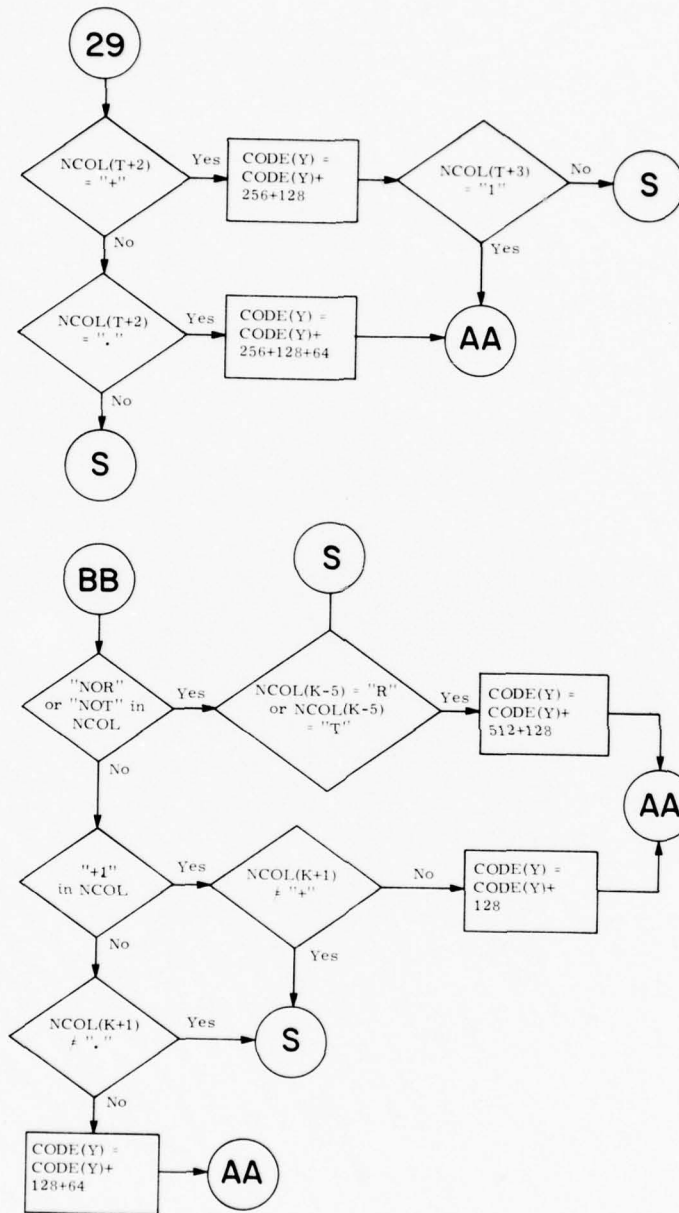 29
NCOL(T+2)
= "+"
Yes
CODE(Y) =
CODE(Y)+
256+128
NCOL(T+3)
= "1"
No
S
No
Yes
NCOL(T+2)
= "."
Yes
CODE(Y) =
CODE(Y)+
256+128+64
AA
No
S
BB
S
"NOR"
or "NOT" in
NCOL
Yes
NCOL(K-5) = "R"
or NCOL(K-5)
= "T"
Yes
CODE(Y) =
CODE(Y)+
512+128
No
AA
"+1"
in NCOL
Yes
NCOL(K+1)
≠ "+"
No
CODE(Y) =
CODE(Y)+
128
No
Yes
NCOL(K+1)
≠ "."
Yes
S
No
CODE(Y) =
CODE(Y)+
128+64
AA